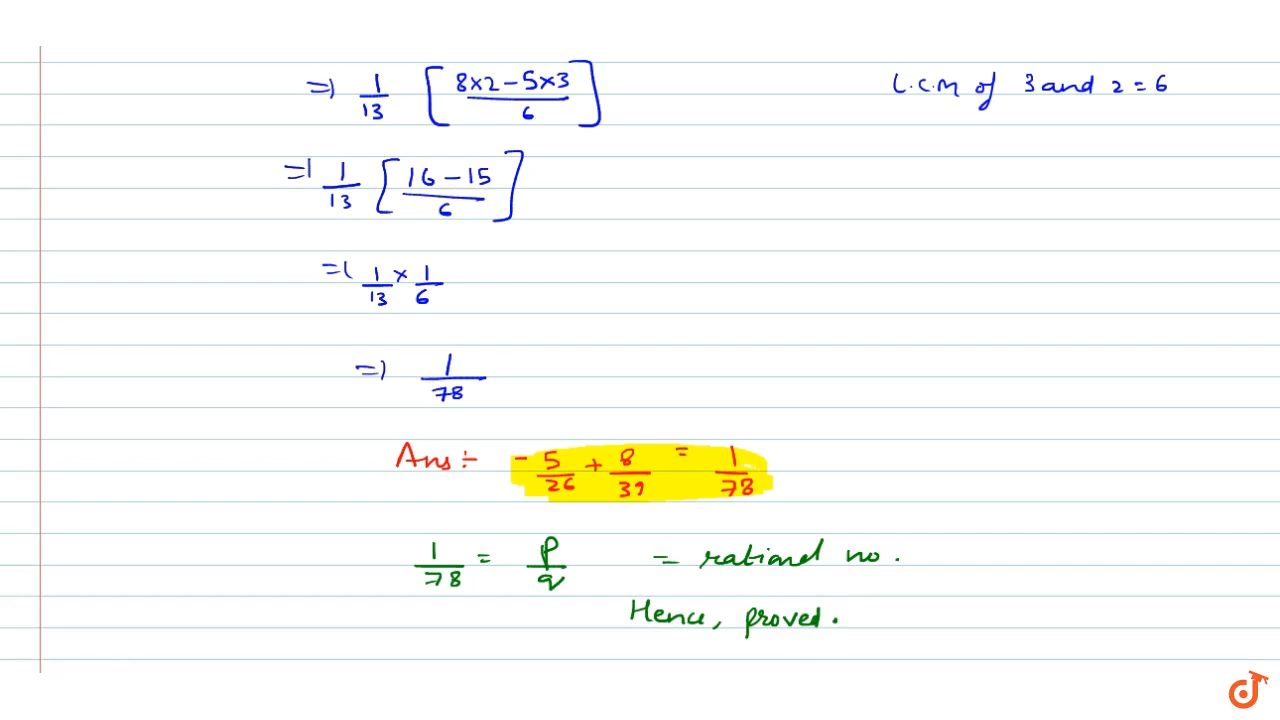 => 1/13 [ (8×2 – 5×3)/6 ] L.C.M of 3 and 2 = 6
=> 1/13 [ (16 – 15)/6 ]
=> 1/13 × 1/6
=> 1/78
Ans ÷ - 5/26 + 8/39 = 1/78
1/78 = p/q = rational no.
Hence, proved.